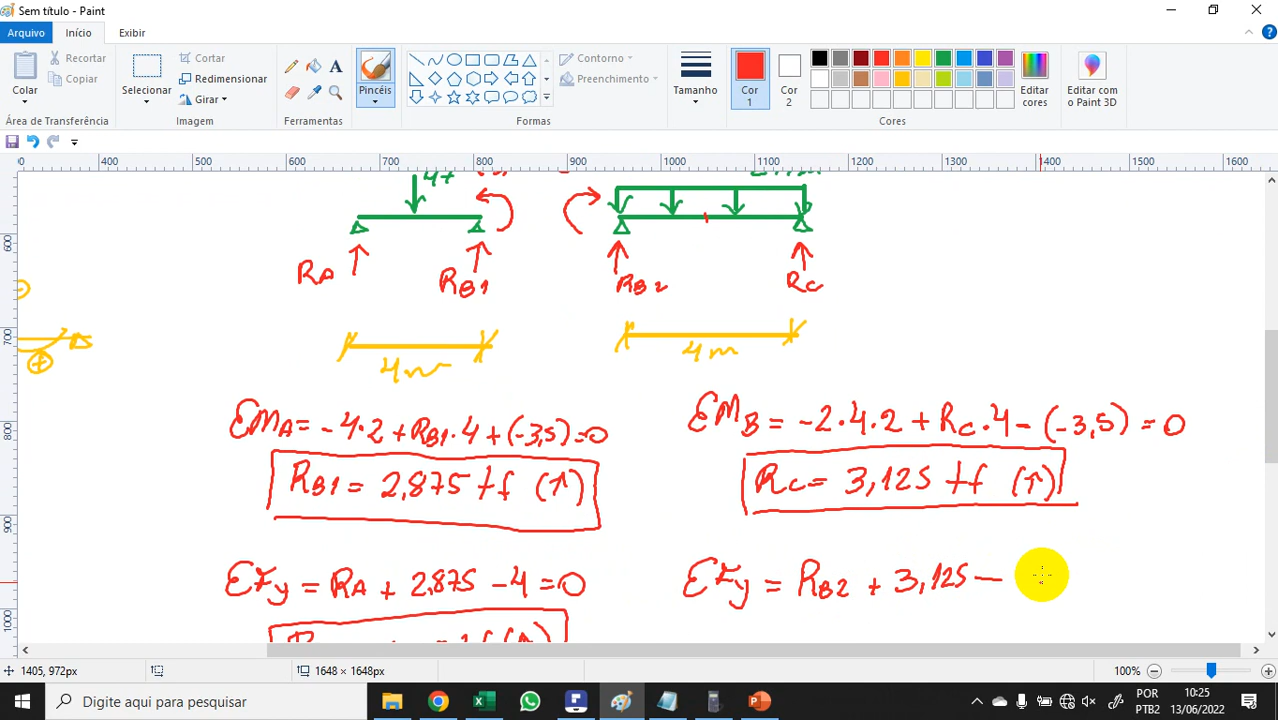 Sem título - Paint
Arquivo Início Exibir
Colar
Recortar
Copiar
Área de Transferência
Selecionar
Cortar
Redimensionar
Girar
Imagem
Ferramentas
Pincéis
Contorno
Preenchimento
Formas
Tamanho
Cor 1
Cor 2
Editar cores
Cores
Editar com o Paint 3D
400 500 600 700 800 900 1000 1100 1200 1300 1400 1500 1600
600
700
800
900
1000
RA RB1 RB2 RC
4m 4m
ΣMA = -4·2 + RB1·4 + (-3,5) = 0
RB1 = 2,875 tf (↑)
ΣFy = RA + 2,875 - 4 = 0
ΣMB = -2·4·2 + RC·4 - (-3,5) = 0
RC = 3,125 tf (↑)
ΣFy = RB2 + 3,125 -
1405, 972px
1648 × 1648px
100%
Digite aqui para pesquisar
POR
PTB2
10:25
13/06/2022